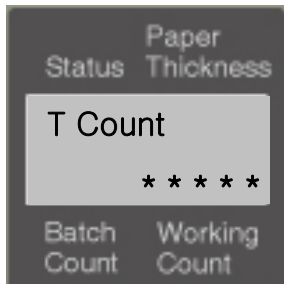 Paper
Status Thickness
T Count
* * * * *
Batch Working
Count Count